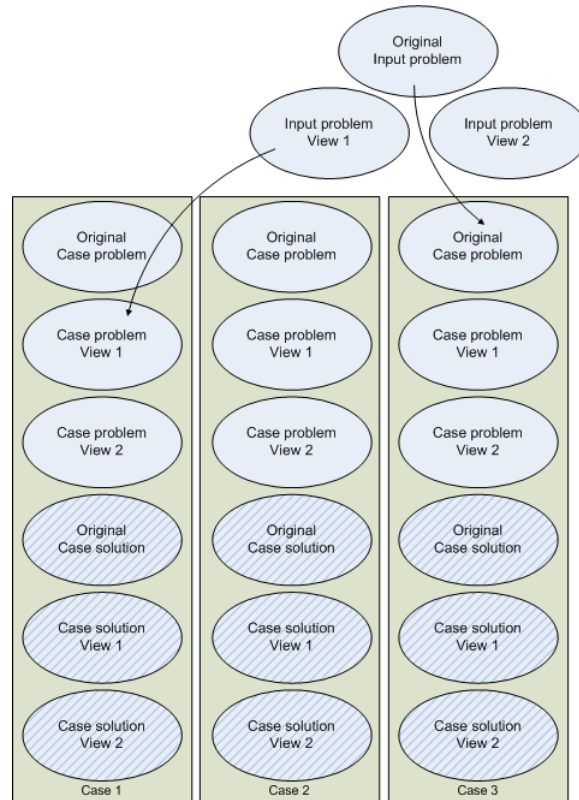 Original
Input problem
Input problem
View 1
Input problem
View 2
Original
Case problem
Case problem
View 1
Case problem
View 2
Original
Case solution
Case solution
View 1
Case solution
View 2
Case 1
Original
Case problem
Case problem
View 1
Case problem
View 2
Original
Case solution
Case solution
View 1
Case solution
View 2
Case 2
Original
Case problem
Case problem
View 1
Case problem
View 2
Original
Case solution
Case solution
View 1
Case solution
View 2
Case 3